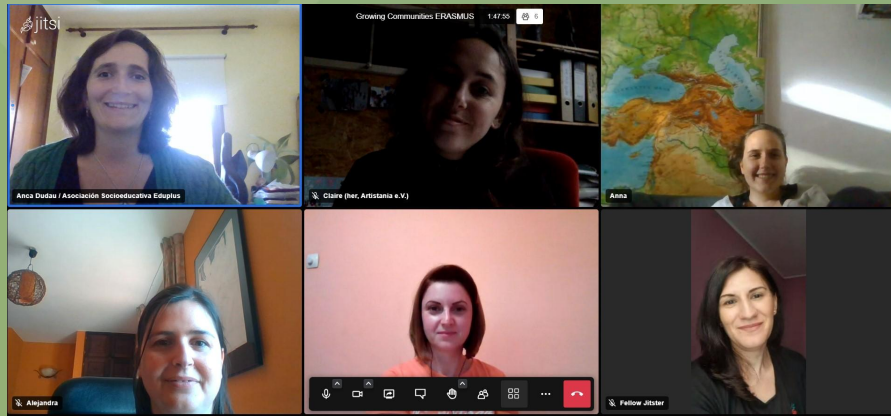 jitsi
Growing Communities ERASMUS 1:47:55 6
Anca Dudau / Asociación Socioeducativa Eduplus
Claire (her, Artistania e.V.)
Anna
Alejandra
Fellow Jitster